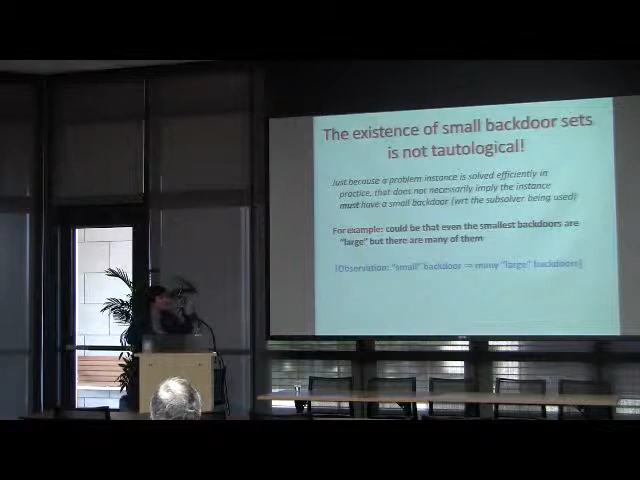 The existence of small backdoor sets
is not tautological!
Just because a problem instance is solved efficiently in
practice, that does not necessarily imply the instance
must have a small backdoor (wrt the subsolver being used)
For example: could be that even the smallest backdoors are
"large" but there are many of them
[Observation: "small" backdoor ⇒ many "large" backdoors]